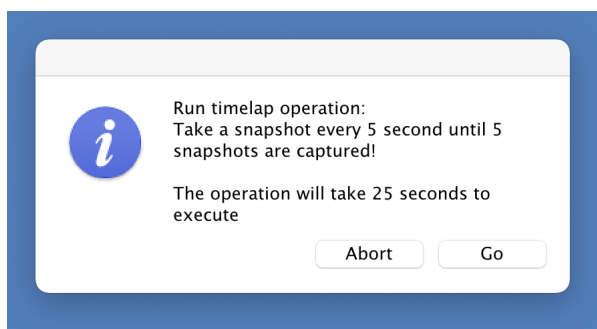 Run timelap operation:
Take a snapshot every 5 second until 5
snapshots are captured!
The operation will take 25 seconds to
execute
Abort
Go